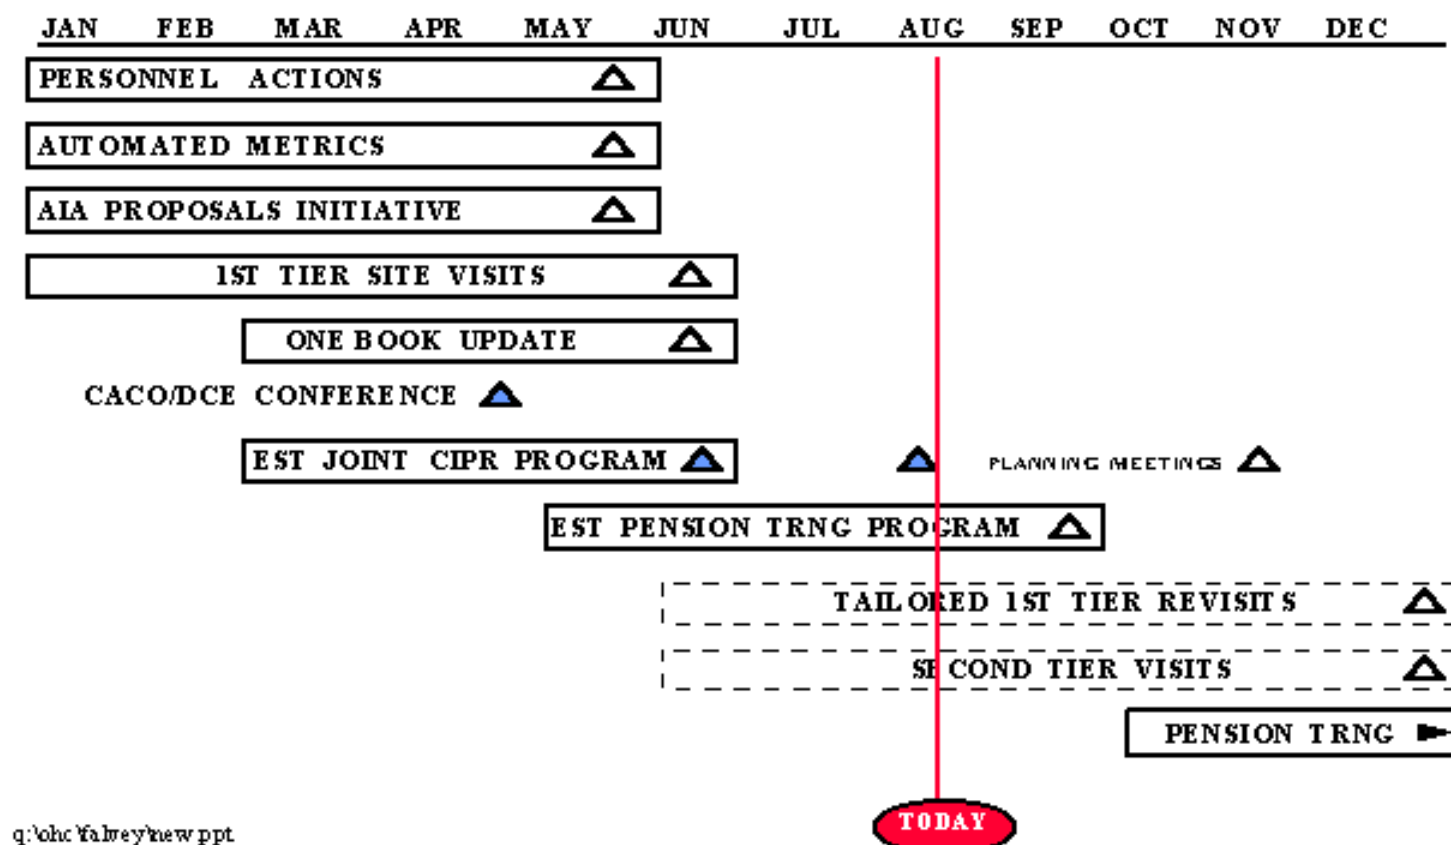 JAN FEB MAR APR MAY JUN JUL AUG SEP OCT NOV DEC
PERSONNEL ACTIONS
AUTOMATED METRICS
AIA PROPOSALS INITIATIVE
1ST TIER SITE VISITS
ONE BOOK UPDATE
CACO/DCE CONFERENCE
EST JOINT CIPR PROGRAM
PLANNING MEETINGS
EST PENSION TRNG PROGRAM
TAILORED 1ST TIER REVISITS
SECOND TIER VISITS
PENSION TRNG
TODAY
q:\ohc\falvey\new.ppt